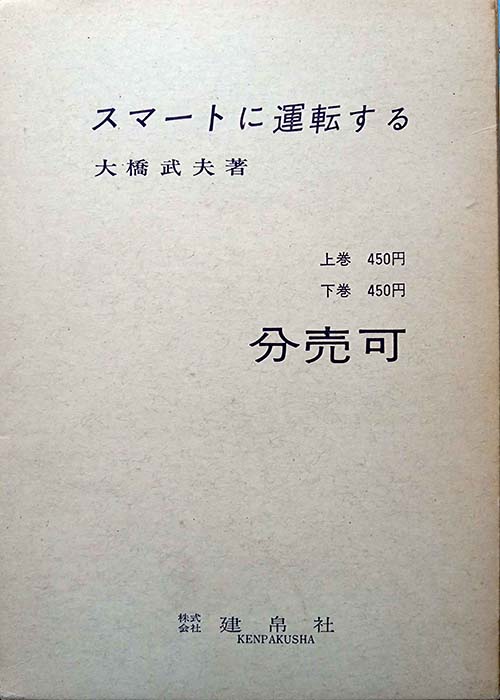 スマートに運転する
大橋武夫著
上巻 450円
下巻 450円
分売可
株式会社 建帛社
KENPAKUSHA